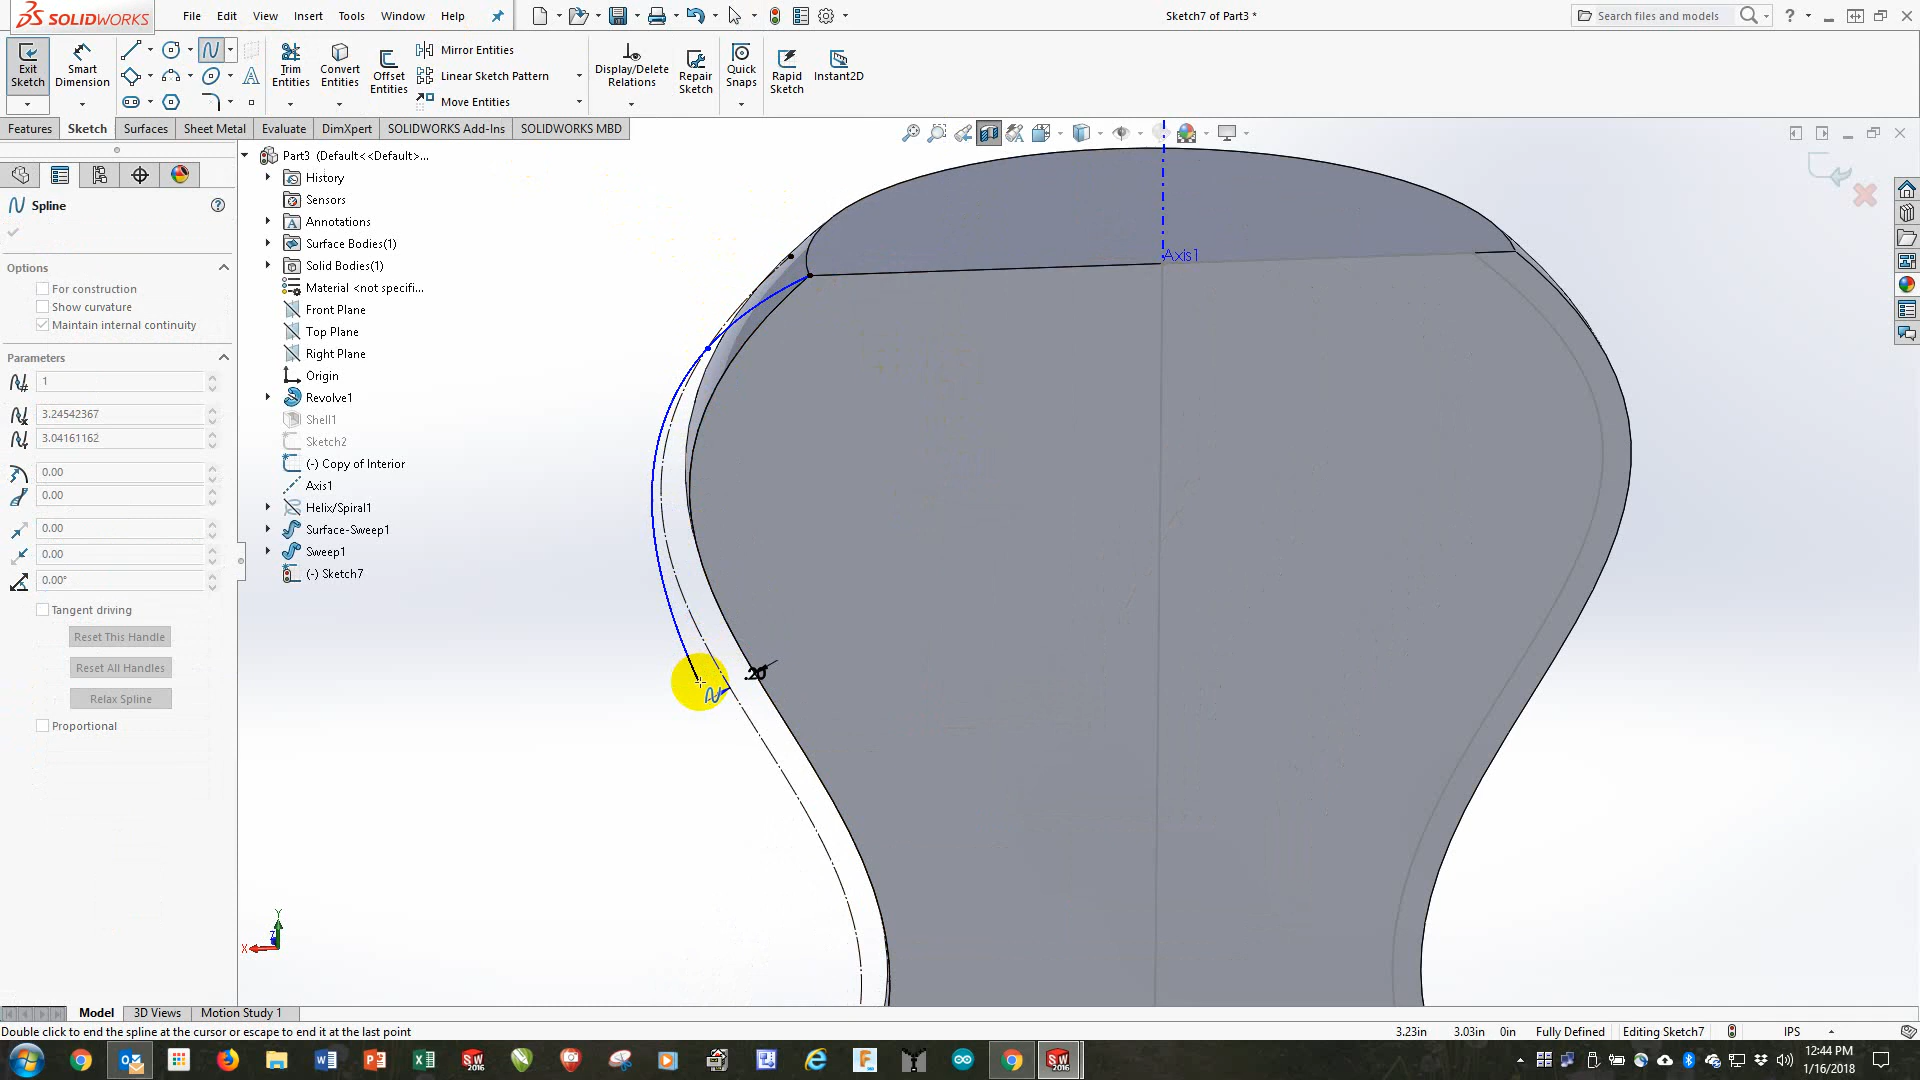 SOLIDWORKS
File Edit View Insert Tools Window Help
Sketch7 of Part3 *
Search files and models
Exit Sketch
Smart Dimension
Trim Entities
Convert Entities
Offset Entities
Mirror Entities
Linear Sketch Pattern
Move Entities
Display/Delete Relations
Repair Sketch
Quick Snaps
Rapid Sketch
Instant2D
Features Sketch Surfaces Sheet Metal Evaluate DimXpert SOLIDWORKS Add-Ins SOLIDWORKS MBD
Spline
Options
For construction
Show curvature
Maintain internal continuity
Parameters
1
3.24542367
3.04161162
0.00
0.00
0.00
0.00
0.00°
Tangent driving
Reset This Handle
Reset All Handles
Relax Spline
Proportional
Part3 (Default<<Default>...
History
Sensors
Annotations
Surface Bodies(1)
Solid Bodies(1)
Material <not specifi...
Front Plane
Top Plane
Right Plane
Origin
Revolve1
Shell1
Sketch2
(-) Copy of Interior
Axis1
Helix/Spiral1
Surface-Sweep1
Sweep1
(-) Sketch7
Axis1
.20
Y
X
Z
Model 3D Views Motion Study 1
Double click to end the spline at the cursor or escape to end it at the last point
3.23in 3.03in 0in Fully Defined Editing Sketch7 IPS
12:44 PM
1/16/2018